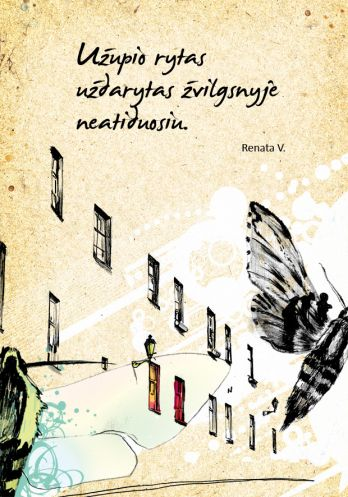 Užupio rytas
uždarytas žvilgsnyje
neatiduosiu.
Renata V.